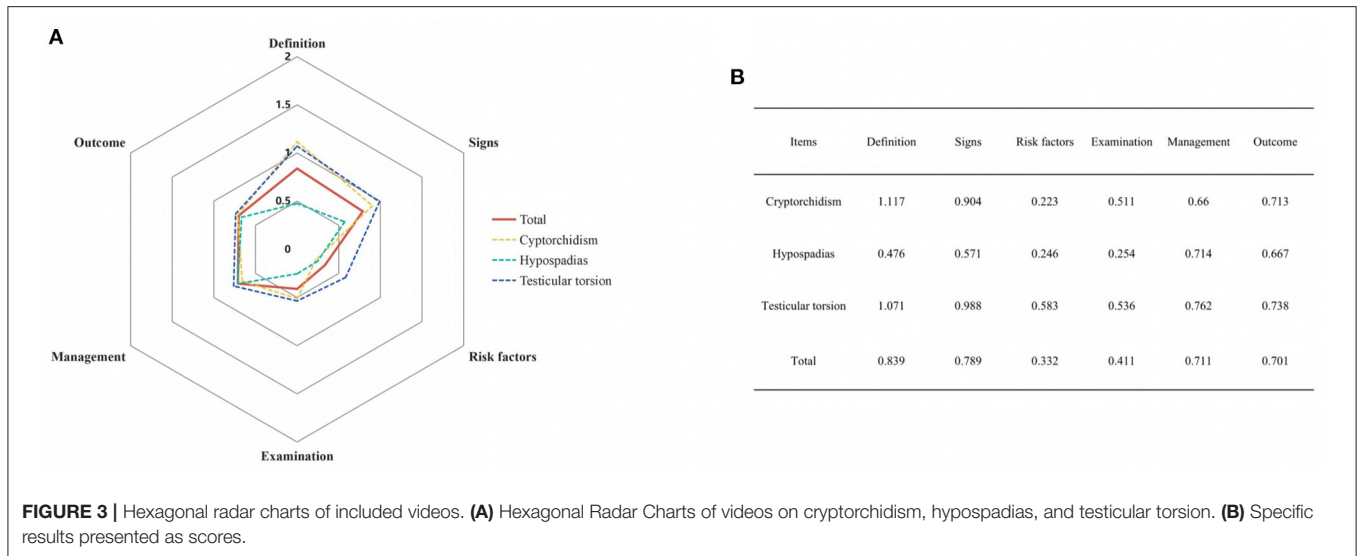 A
Definition
2
1.5
Outcome
Signs
1
0.5
0
Total
Cyptorchidism
Hypospadias
Testicular torsion
Management
Risk factors
Examination
B
Items Definition Signs Risk factors Examination Management Outcome
Cryptorchidism 1.117 0.904 0.223 0.511 0.66 0.713
Hypospadias 0.476 0.571 0.246 0.254 0.714 0.667
Testicular torsion 1.071 0.988 0.583 0.536 0.762 0.738
Total 0.839 0.789 0.332 0.411 0.711 0.701
FIGURE 3 | Hexagonal radar charts of included videos. (A) Hexagonal Radar Charts of videos on cryptorchidism, hypospadias, and testicular torsion. (B) Specific
results presented as scores.